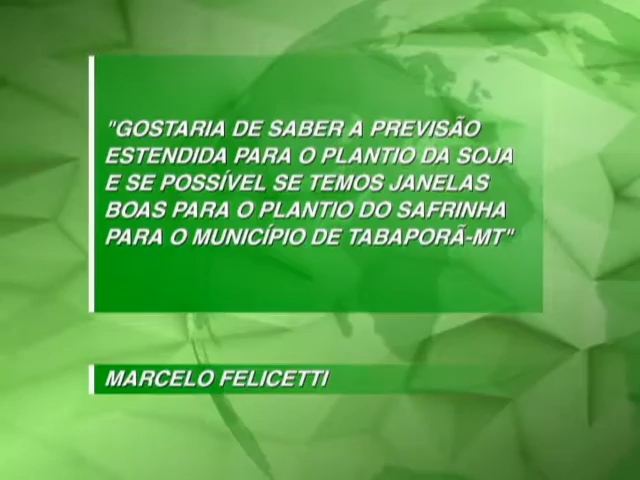 "GOSTARIA DE SABER A PREVISÃO
ESTENDIDA PARA O PLANTIO DA SOJA
E SE POSSÍVEL SE TEMOS JANELAS
BOAS PARA O PLANTIO DO SAFRINHA
PARA O MUNICÍPIO DE TABAPORÃ-MT"
MARCELO FELICETTI